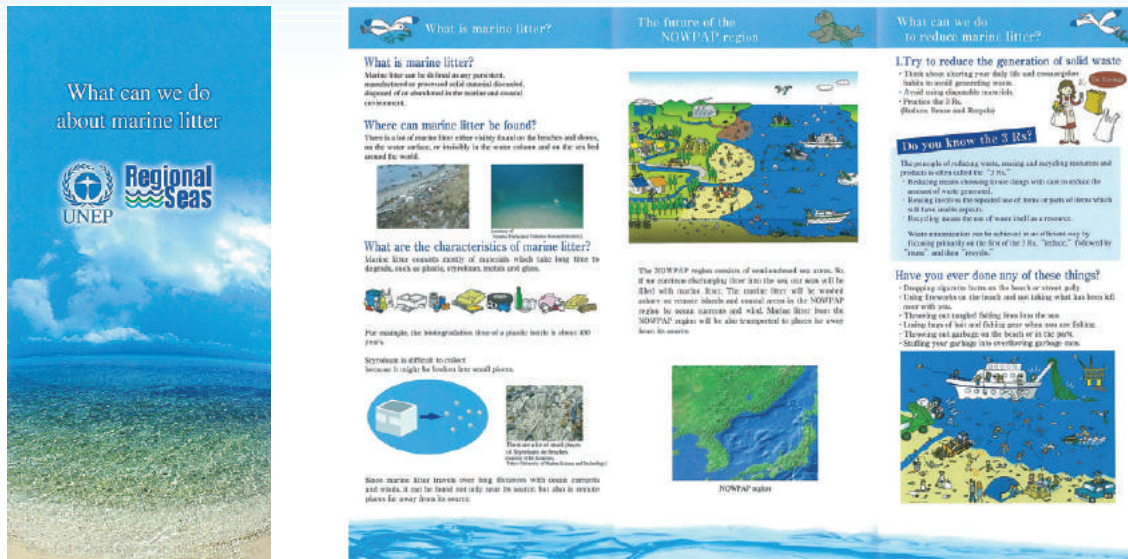 What can we do
about marine litter
UNEP
Regional
Seas
What is marine litter?
What is marine litter?
Marine litter can be defined as any persistent,
manufactured or processed solid material discarded,
disposed of or abandoned in the marine and coastal
environment.
Where can marine litter be found?
There is a lot of marine litter either visibly found on the beaches and shores,
on the water surface, or invisibly in the water column and on the sea bed
around the world.
What are the characteristics of marine litter?
Marine litter consists mostly of materials which take long time to
degrade, such as plastic, styrofoam, metals and glass.
For example, the biodegradation time of a plastic bottle is about 450
years.
Styrofoam is difficult to collect
because it might be broken into small pieces.
There are a lot of small pieces
of Styrofoam on beaches.
Tokyo University of Marine Science and Technology)
Since marine litter travels over long distances with ocean currents
and winds, it can be found not only near its source, but also in remote
places far away from its source.
The future of the
NOWPAP region
The NOWPAP region consists of semi-enclosed sea areas. So,
if we continue discharging litter into the sea, our seas will be
filled with marine litter. The marine litter will be washed
ashore on remote islands and coastal areas in the NOWPAP
region by ocean currents and wind. Marine litter from the
NOWPAP region will be also transported to places far away
from its source.
NOWPAP region
What can we do
to reduce marine litter?
1.Try to reduce the generation of solid waste
・Think about altering your daily life and consumption
habits to avoid generating waste.
・Avoid using disposable materials.
・Practice the 3 Rs.
(Reduce, Reuse and Recycle)
Do you know the 3 Rs?
The principle of reducing waste, reusing and recycling resources and
products is often called the "3 Rs."
・Reducing means choosing to use things with care to reduce the
amount of waste generated.
・Reusing involves the repeated use of items or parts of items which
still have usable aspects.
・Recycling means the use of waste itself as a resource.
Waste minimization can be achieved in an efficient way by
focusing primarily on the first of the 3 Rs, "reduce," followed by
"reuse" and then "recycle."
Have you ever done any of these things?
・Dropping cigarette butts on the beach or street gully.
・Using fireworks on the beach and not taking what has been left
over with you.
・Throwing out tangled fishing lines into the sea.
・Losing bags of bait and fishing gear when you are fishing.
・Throwing out garbage on the beach or in the park.
・Stuffing your garbage into overflowing garbage cans.